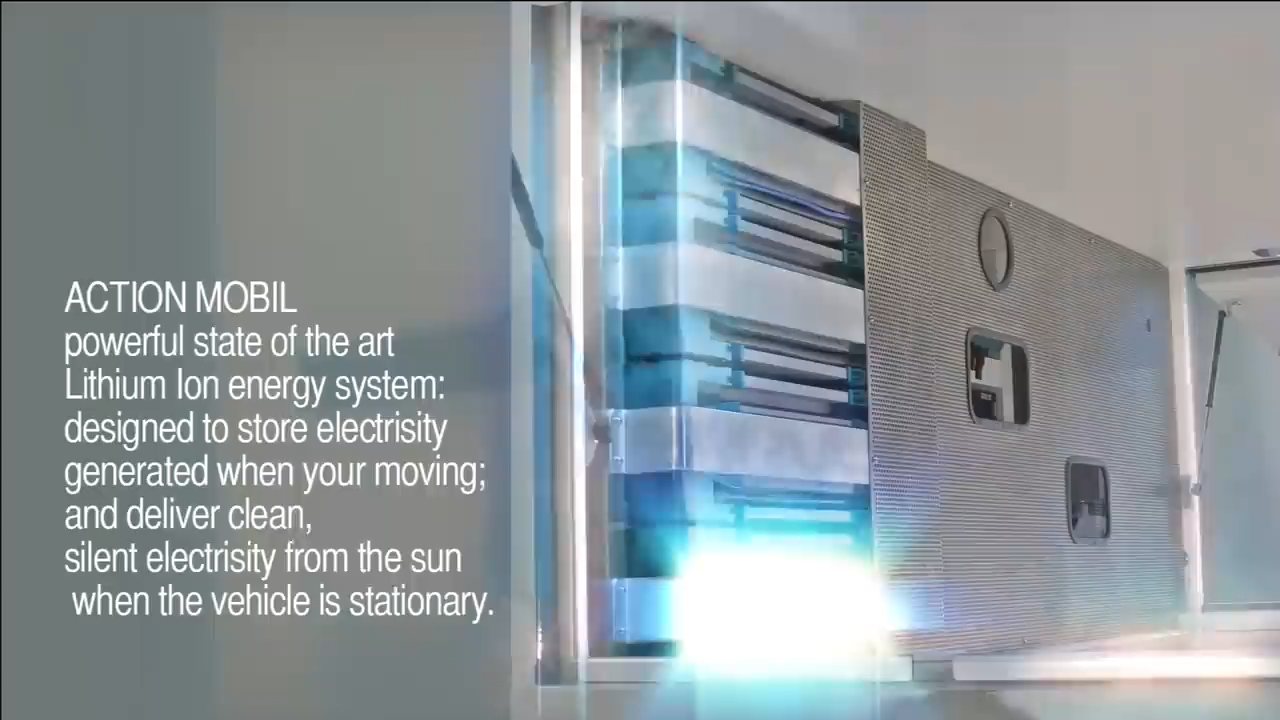 ACTION MOBIL
powerful state of the art
Lithium Ion energy system:
designed to store electrisity
generated when your moving;
and deliver clean,
silent electrisity from the sun
when the vehicle is stationary.